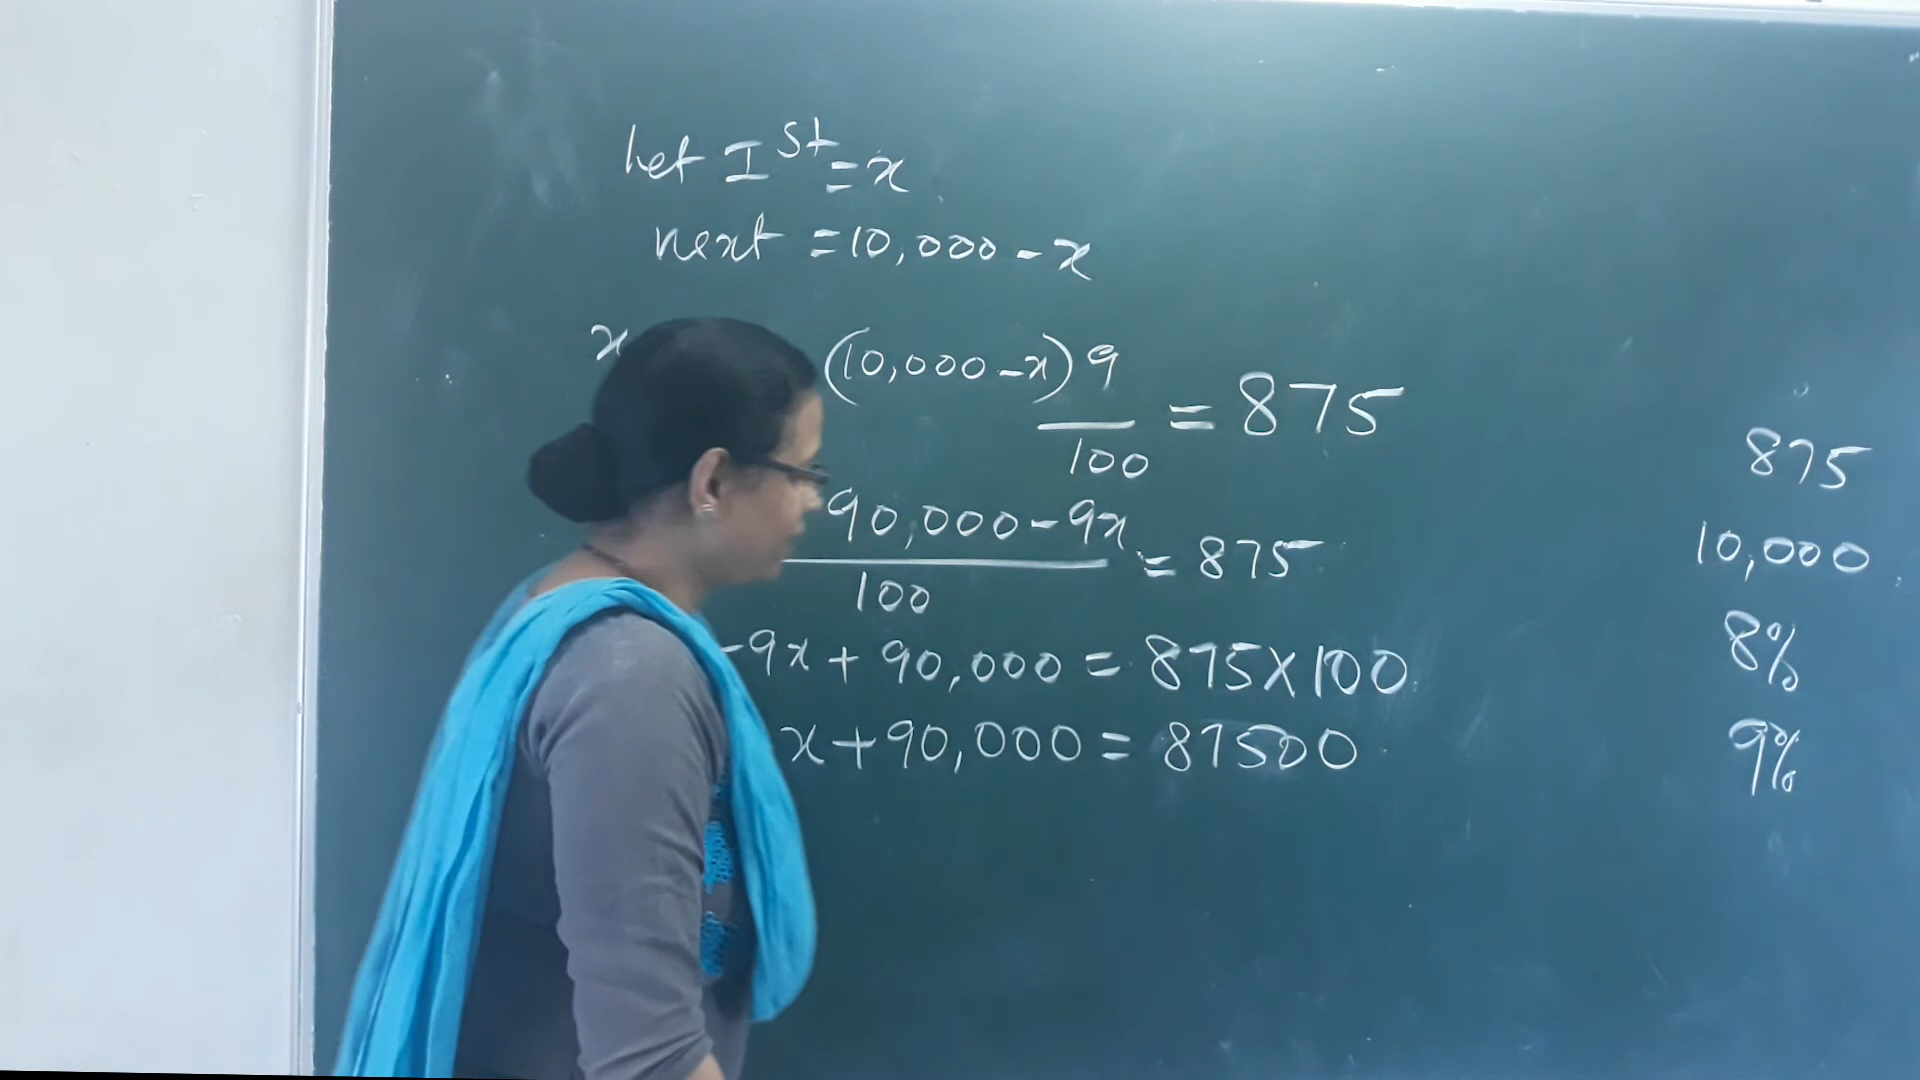 let Ist = x
next = 10,000 - x
x (10,000 - x) 9
100
= 875
90,000 - 9x
100
= 875
-9x + 90,000 = 875 x 100
x + 90,000 = 87500
875
10,000
8%
9%